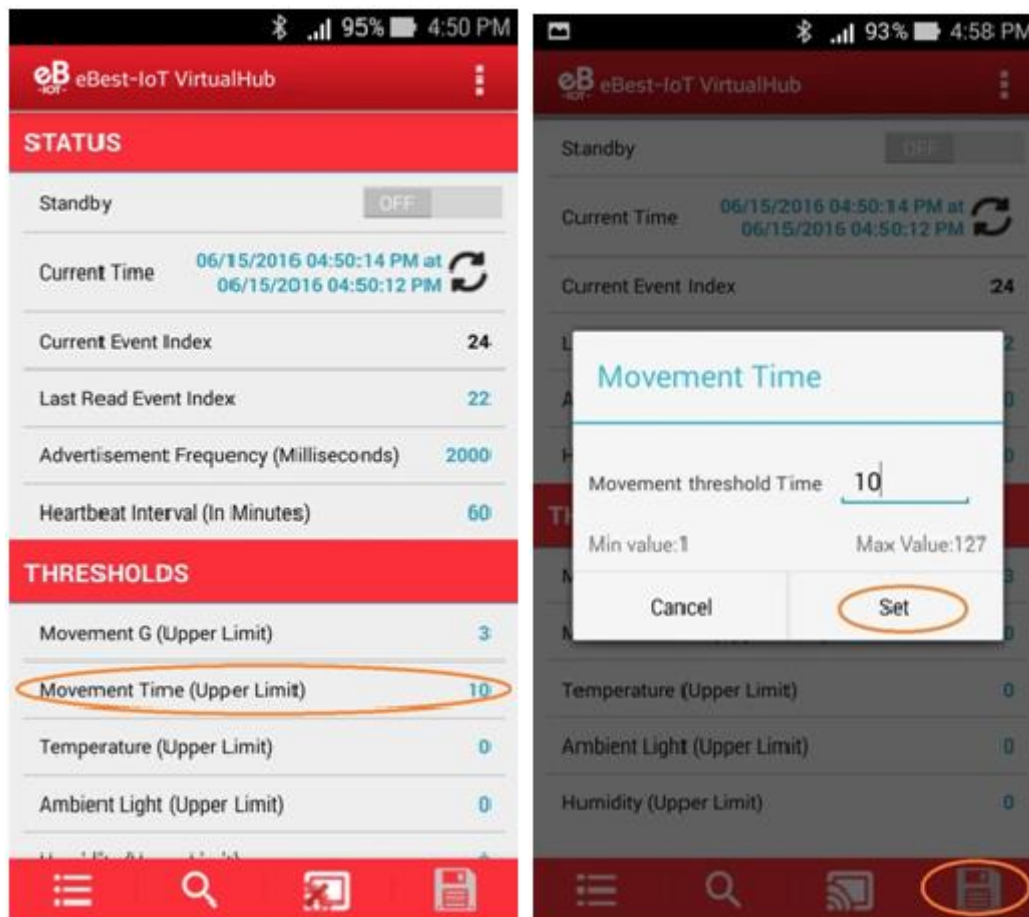 95% 4:50 PM
eB
-IOT-
eBest-IoT VirtualHub
STATUS
Standby OFF
Current Time 06/15/2016 04:50:14 PM at
06/15/2016 04:50:12 PM
Current Event Index 24
Last Read Event Index 22
Advertisement Frequency (Milliseconds) 2000
Heartbeat Interval (In Minutes) 60
THRESHOLDS
Movement G (Upper Limit) 3
Movement Time (Upper Limit) 10
Temperature (Upper Limit) 0
Ambient Light (Upper Limit) 0
93% 4:58 PM
eB
-IOT-
eBest-IoT VirtualHub
Standby OFF
Current Time 06/15/2016 04:50:14 PM at
06/15/2016 04:50:12 PM
Current Event Index 24
Movement Time
Movement threshold Time 10
Min value:1 Max Value:127
Cancel Set
Temperature (Upper Limit) 0
Ambient Light (Upper Limit) 0
Humidity (Upper Limit) 0